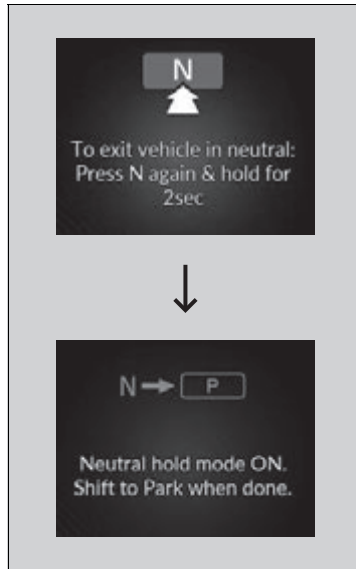 N
To exit vehicle in neutral:
Press N again & hold for
2sec
N P
Neutral hold mode ON.
Shift to Park when done.